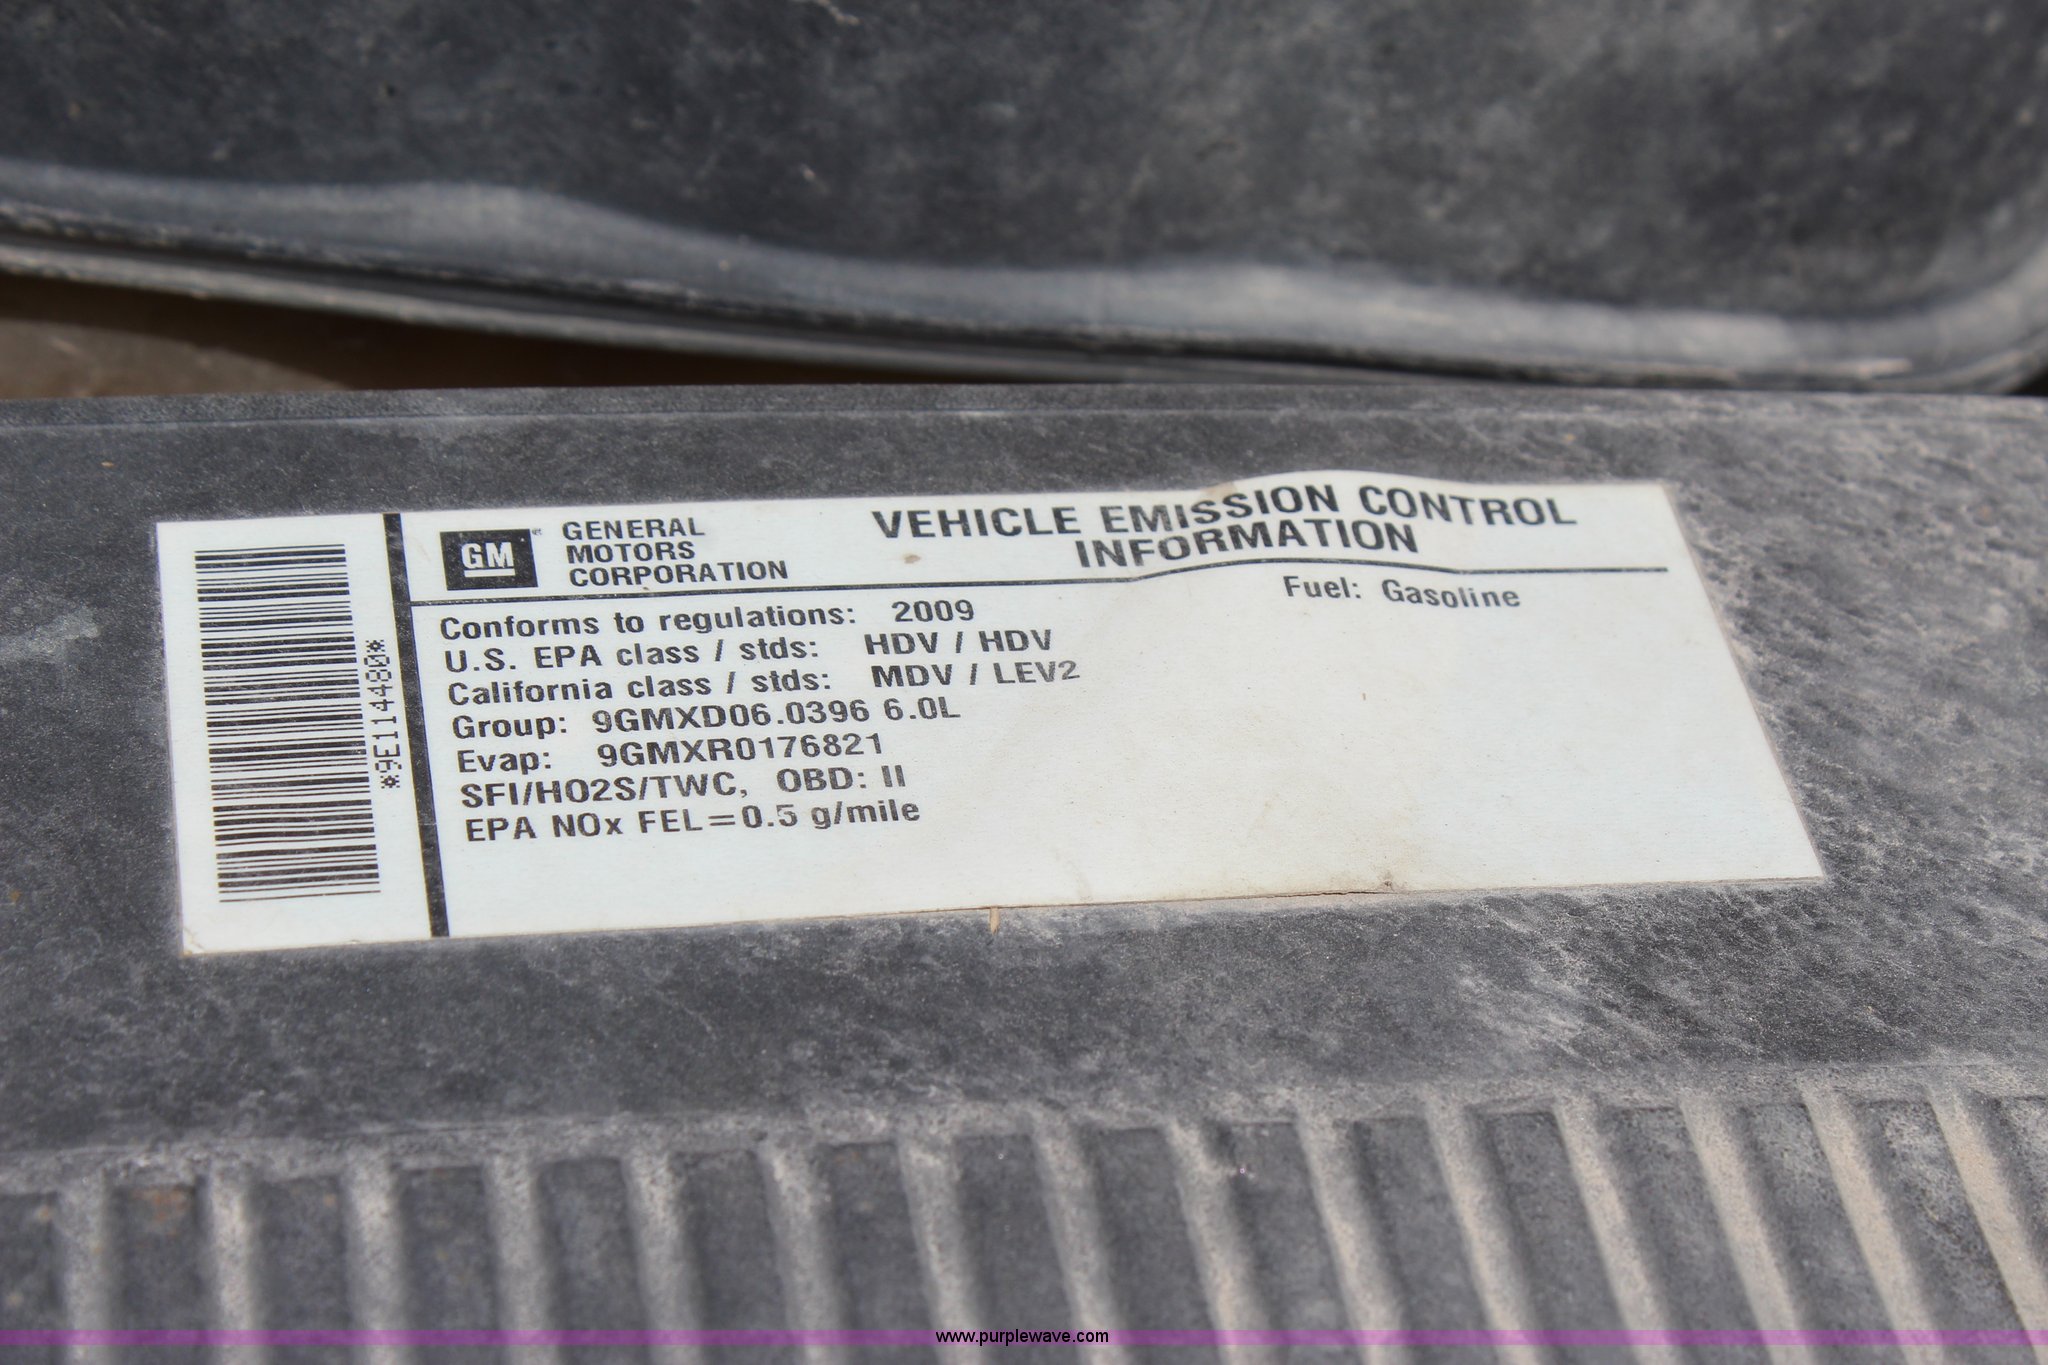 GM
GENERAL
MOTORS
CORPORATION
VEHICLE EMISSION CONTROL
INFORMATION
Fuel: Gasoline
Conforms to regulations: 2009
U.S. EPA class / stds: HDV / HDV
California class / stds: MDV / LEV2
Group: 9GMXD06.0396 6.0L
Evap: 9GMXR0176821
SFI/HO2S/TWC, OBD: II
EPA NOx FEL=0.5 g/mile
*9E114480*
www.purplewave.com